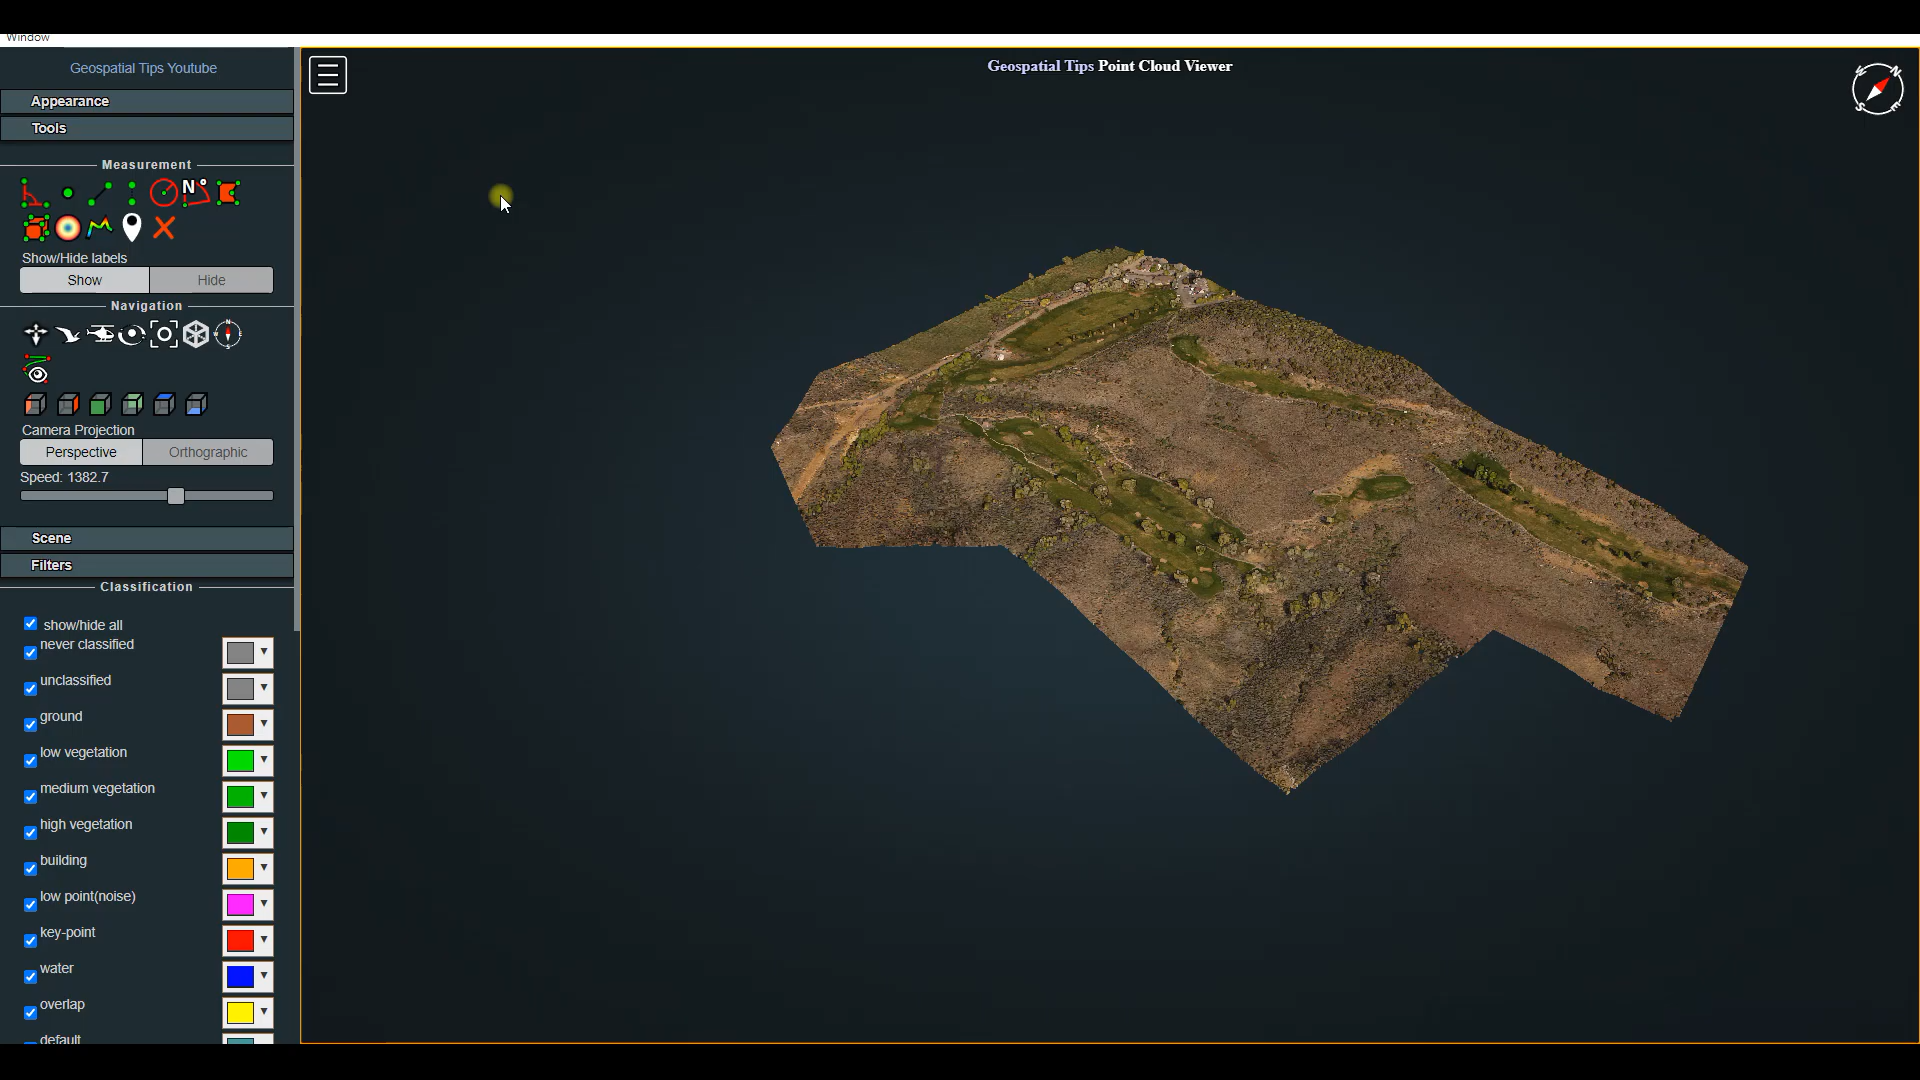 Window
Geospatial Tips Youtube
Geospatial Tips Point Cloud Viewer
Appearance
Tools
Measurement
N°
Show/Hide labels
Show
Hide
Navigation
Camera Projection
Perspective
Orthographic
Speed: 1382.7
Scene
Filters
Classification
show/hide all
never classified
unclassified
ground
low vegetation
medium vegetation
high vegetation
building
low point(noise)
key-point
water
overlap
default
W
N
S
E